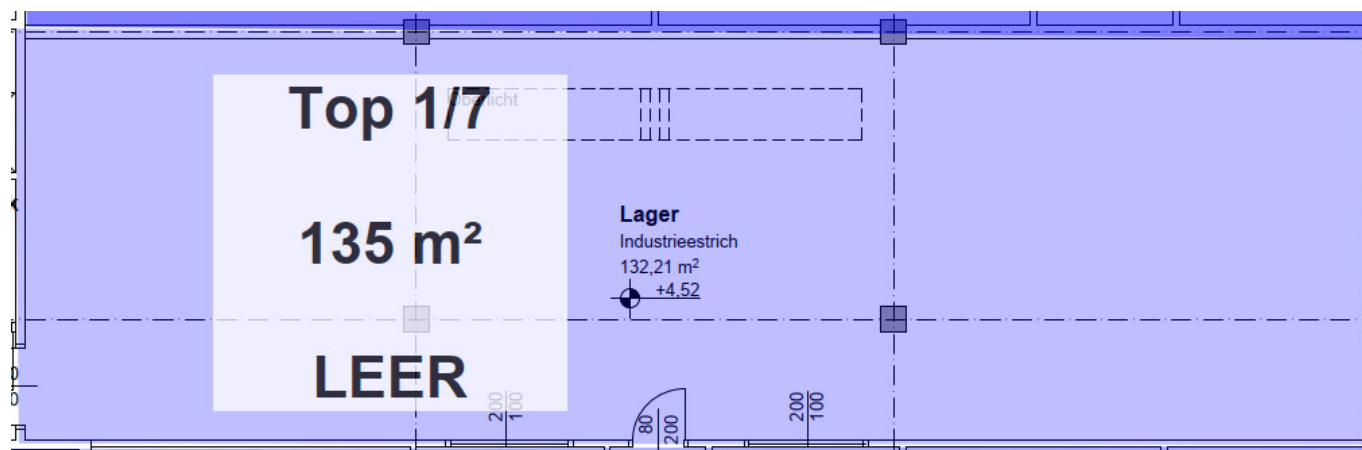 Top 1/7
Oberlicht
135 m²
LEER
Lager
Industrieestrich
132,21 m²
+4,52
200
100
80
200
200
100